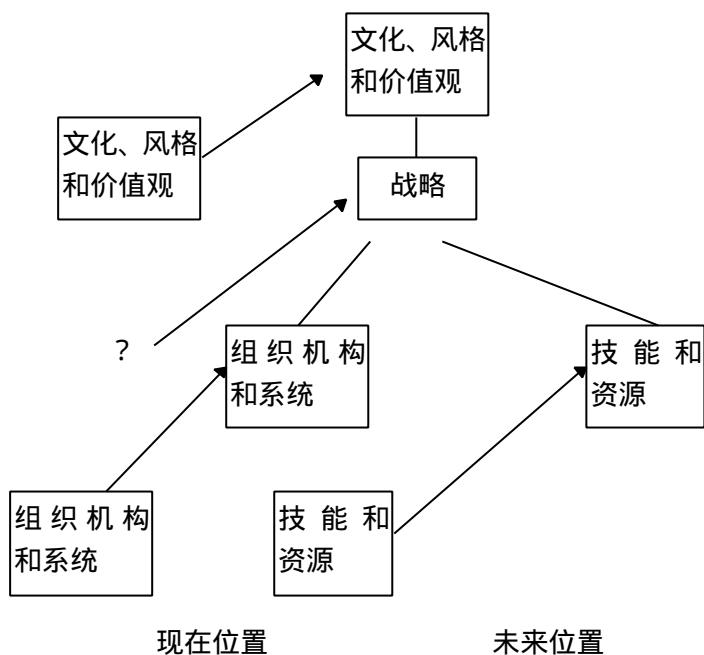 文化、风格
和价值观
文化、风格
和价值观
战略
?
组织机构
和系统
技能和
资源
组织机构
和系统
技能和
资源
现在位置
未来位置